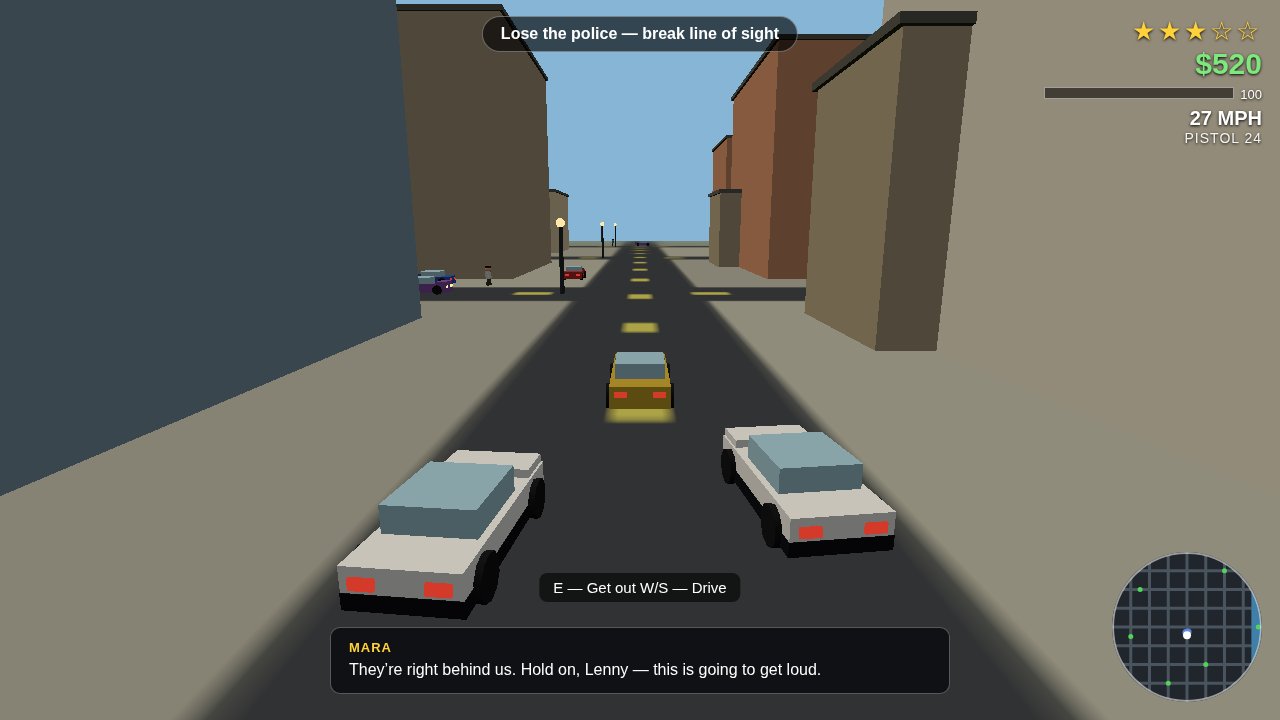 Lose the police — break line of sight
★★★☆☆
$520
100
27 MPH
PISTOL 24
E — Get out W/S — Drive
MARA
They're right behind us. Hold on, Lenny — this is going to get loud.